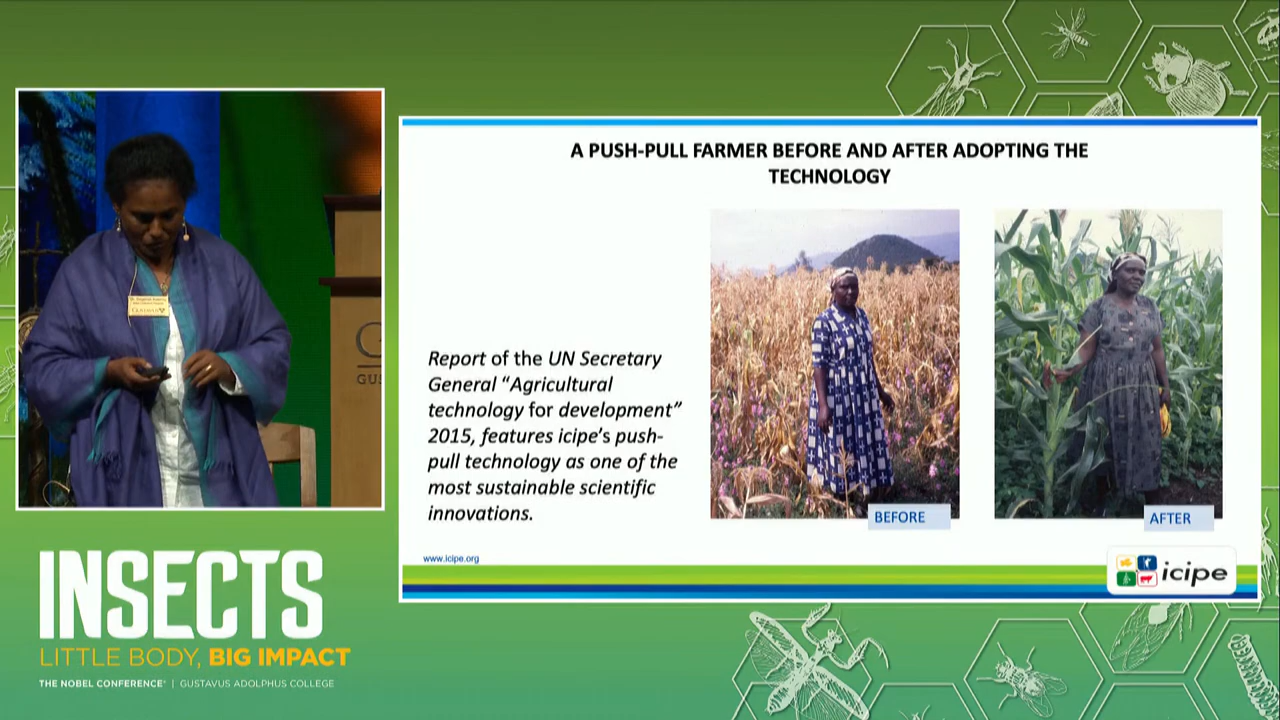 A PUSH-PULL FARMER BEFORE AND AFTER ADOPTING THE
TECHNOLOGY
Report of the UN Secretary
General “Agricultural
technology for development”
2015, features icipe's push-
pull technology as one of the
most sustainable scientific
innovations.
BEFORE
AFTER
www.icipe.org
icipe
INSECTS
LITTLE BODY, BIG IMPACT
THE NOBEL CONFERENCE® | GUSTAVUS ADOLPHUS COLLEGE